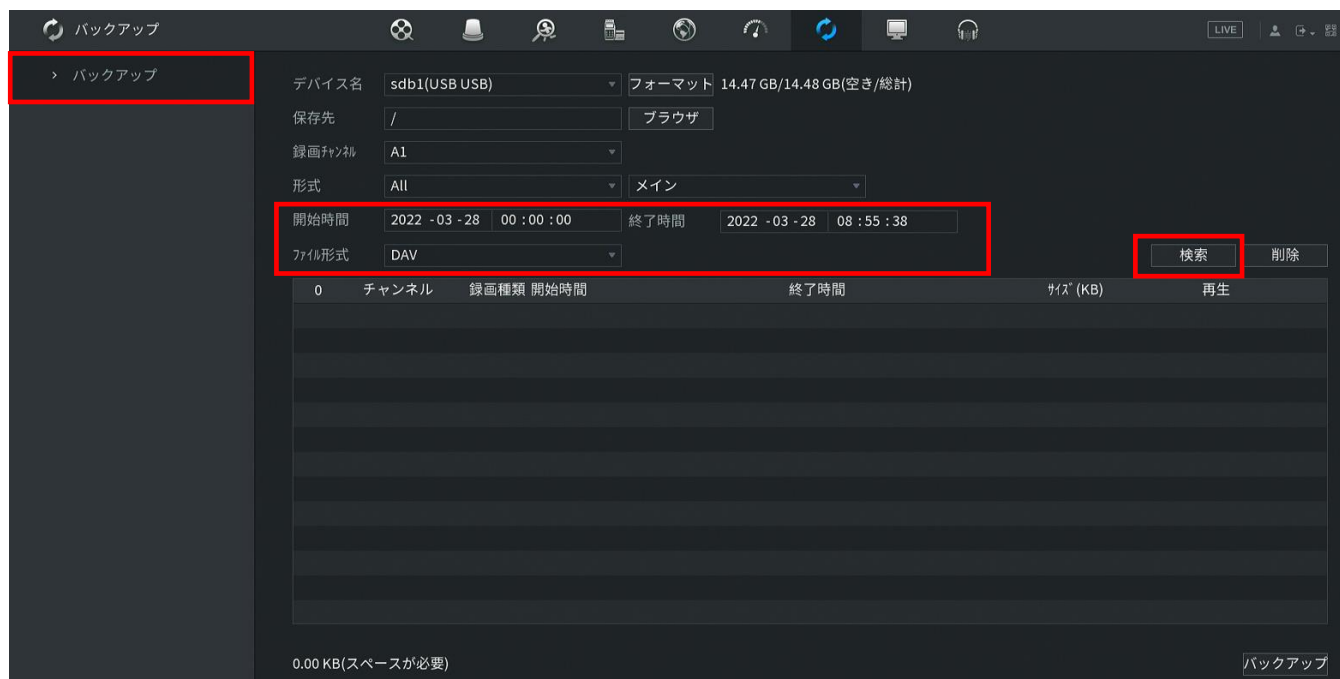 バックアップ
LIVE
> バックアップ
デバイス名 sdb1(USB USB) フォーマット 14.47 GB/14.48 GB(空き/総計)
保存先 / ブラウザ
録画ﾁｬﾝﾈﾙ A1
形式 All メイン
開始時間 2022 -03 -28 00 :00 :00 終了時間 2022 -03 -28 08 :55 :38
ﾌｧｲﾙ形式 DAV 検索 削除
0 チャンネル 録画種類 開始時間 終了時間 ｻｲｽﾞ(KB) 再生
0.00 KB(スペースが必要) バックアップ